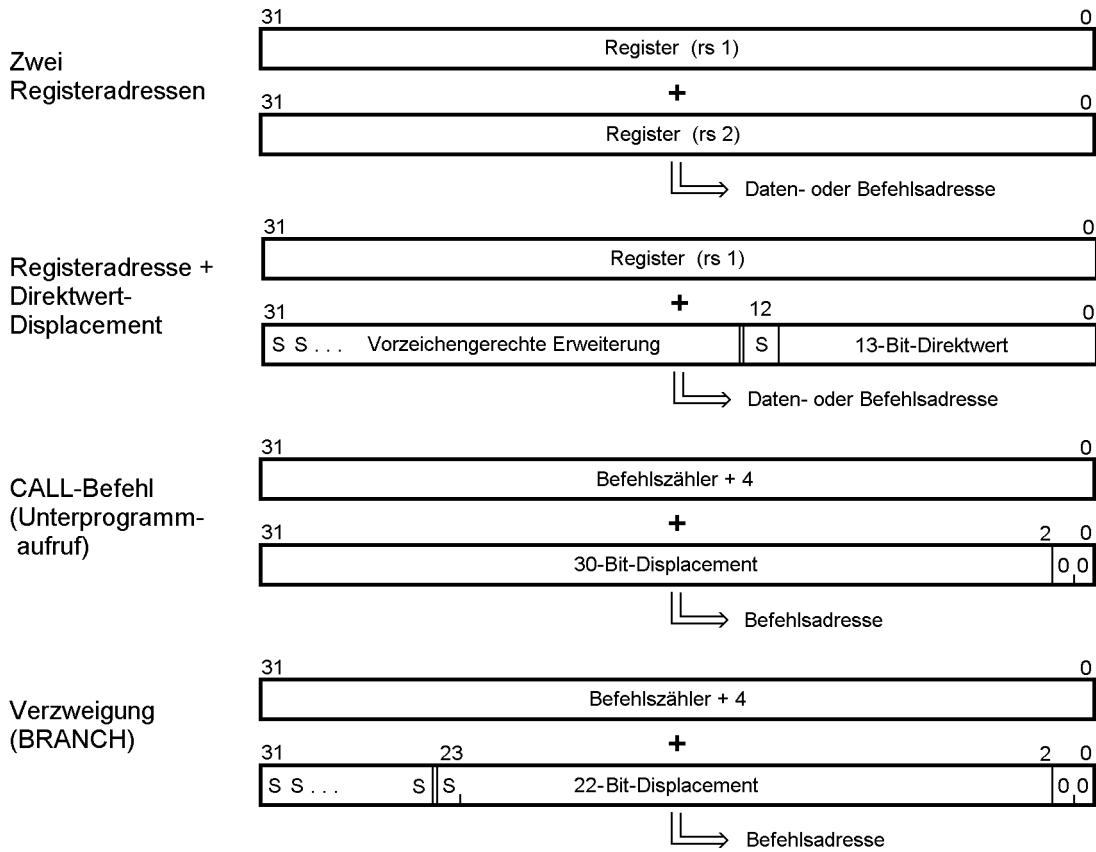 31 0
Register (rs 1)
Zwei
Registeradressen
+
31 0
Register (rs 2)
Daten- oder Befehlsadresse
31 0
Register (rs 1)
Registeradresse +
Direktwert-
Displacement
+
31 12 0
S S . . . Vorzeichengerechte Erweiterung S 13-Bit-Direktwert
Daten- oder Befehlsadresse
31 0
Befehlszähler + 4
CALL-Befehl
(Unterprogramm-
aufruf)
+
31 2 0
30-Bit-Displacement 0 0
Befehlsadresse
31 0
Befehlszähler + 4
Verzweigung
(BRANCH)
+
31 23 2 0
S S . . . S S 22-Bit-Displacement 0 0
Befehlsadresse